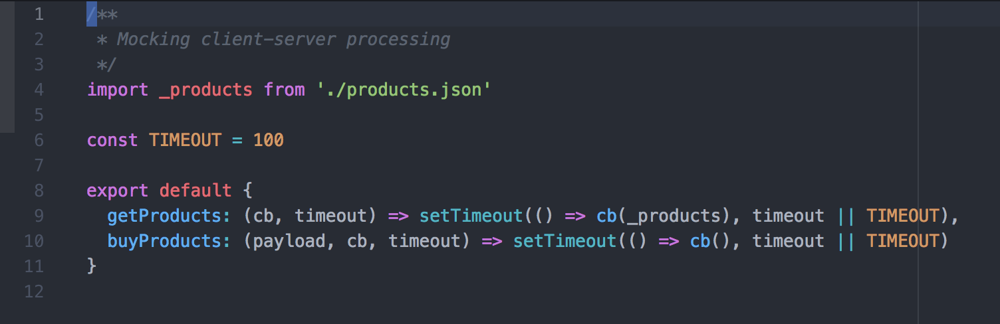 1 /**
2  * Mocking client-server processing
3  */
4 import _products from './products.json'
5
6 const TIMEOUT = 100
7
8 export default {
9   getProducts: (cb, timeout) => setTimeout(() => cb(_products), timeout || TIMEOUT),
10   buyProducts: (payload, cb, timeout) => setTimeout(() => cb(), timeout || TIMEOUT)
11 }
12